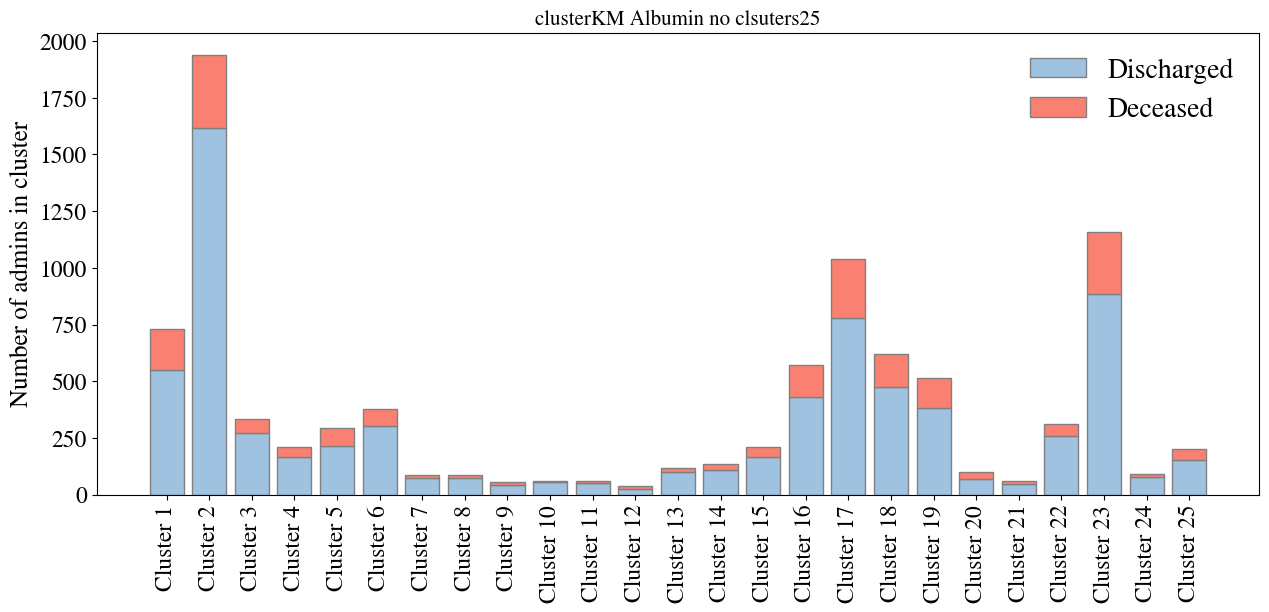 clusterKM Albumin no clsuters25
Number of admins in cluster
2000
1750
1500
1250
1000
750
500
250
0
Discharged
Deceased
Cluster 1
Cluster 2
Cluster 3
Cluster 4
Cluster 5
Cluster 6
Cluster 7
Cluster 8
Cluster 9
Cluster 10
Cluster 11
Cluster 12
Cluster 13
Cluster 14
Cluster 15
Cluster 16
Cluster 17
Cluster 18
Cluster 19
Cluster 20
Cluster 21
Cluster 22
Cluster 23
Cluster 24
Cluster 25